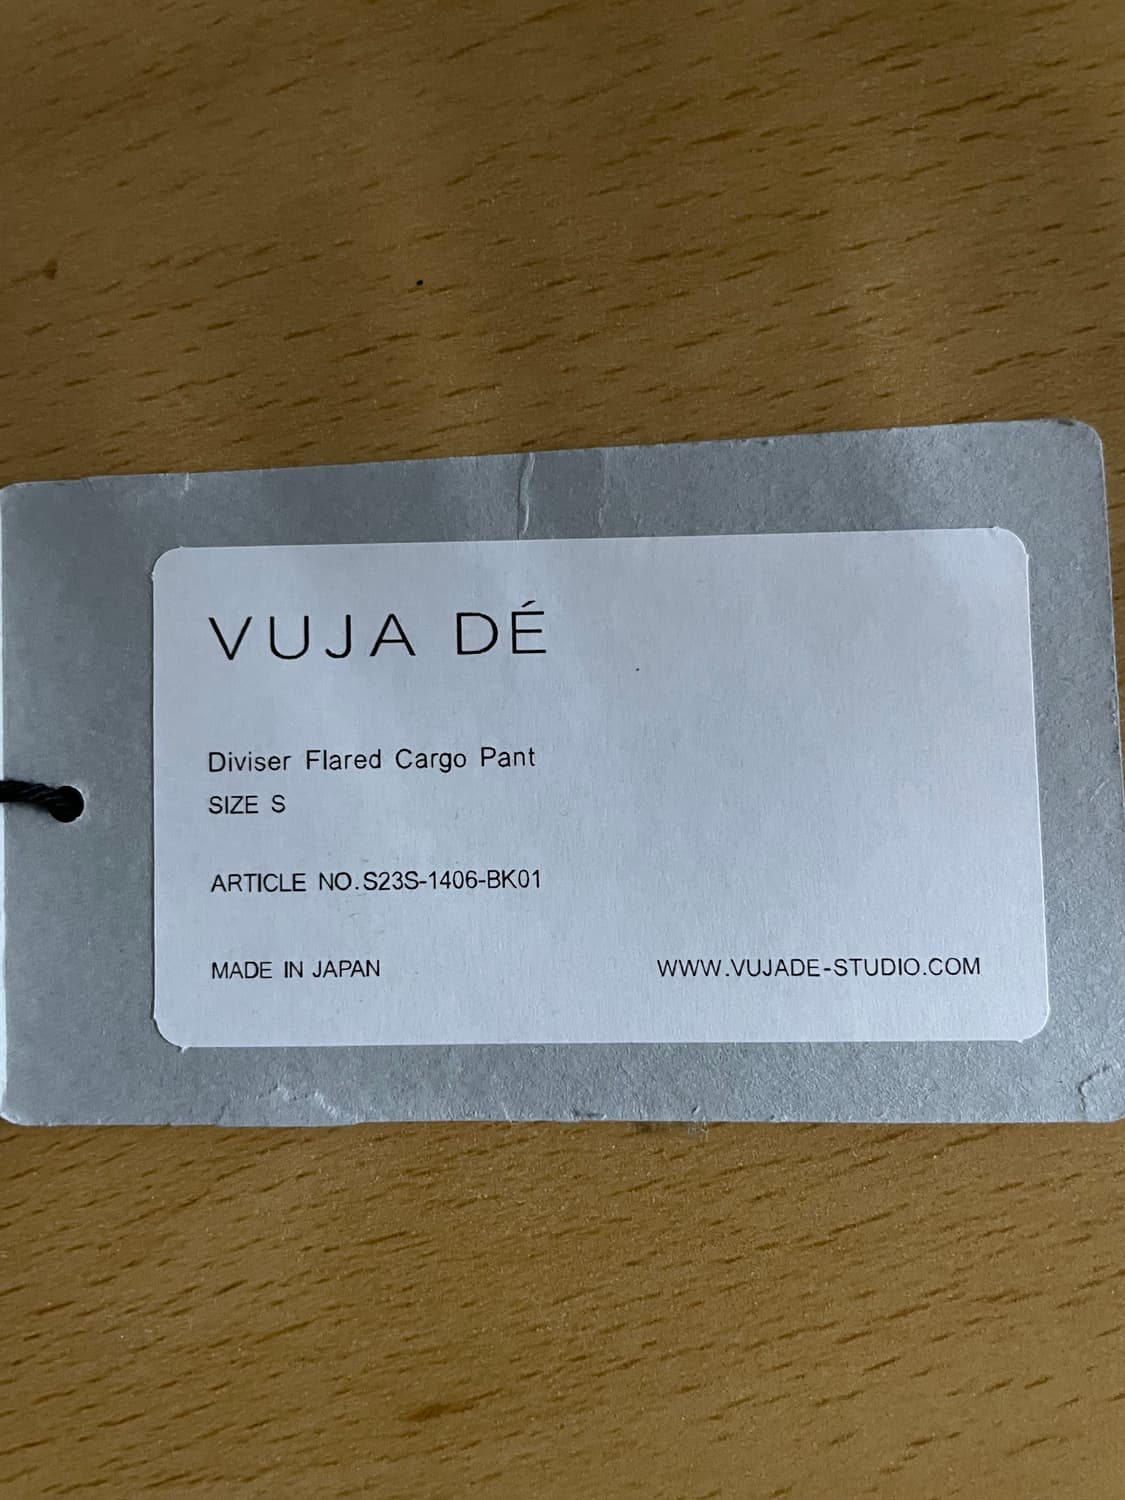 VUJA DÉ
Diviser Flared Cargo Pant
SIZE S
ARTICLE NO.S23S-1406-BK01
MADE IN JAPAN
WWW.VUJADE-STUDIO.COM